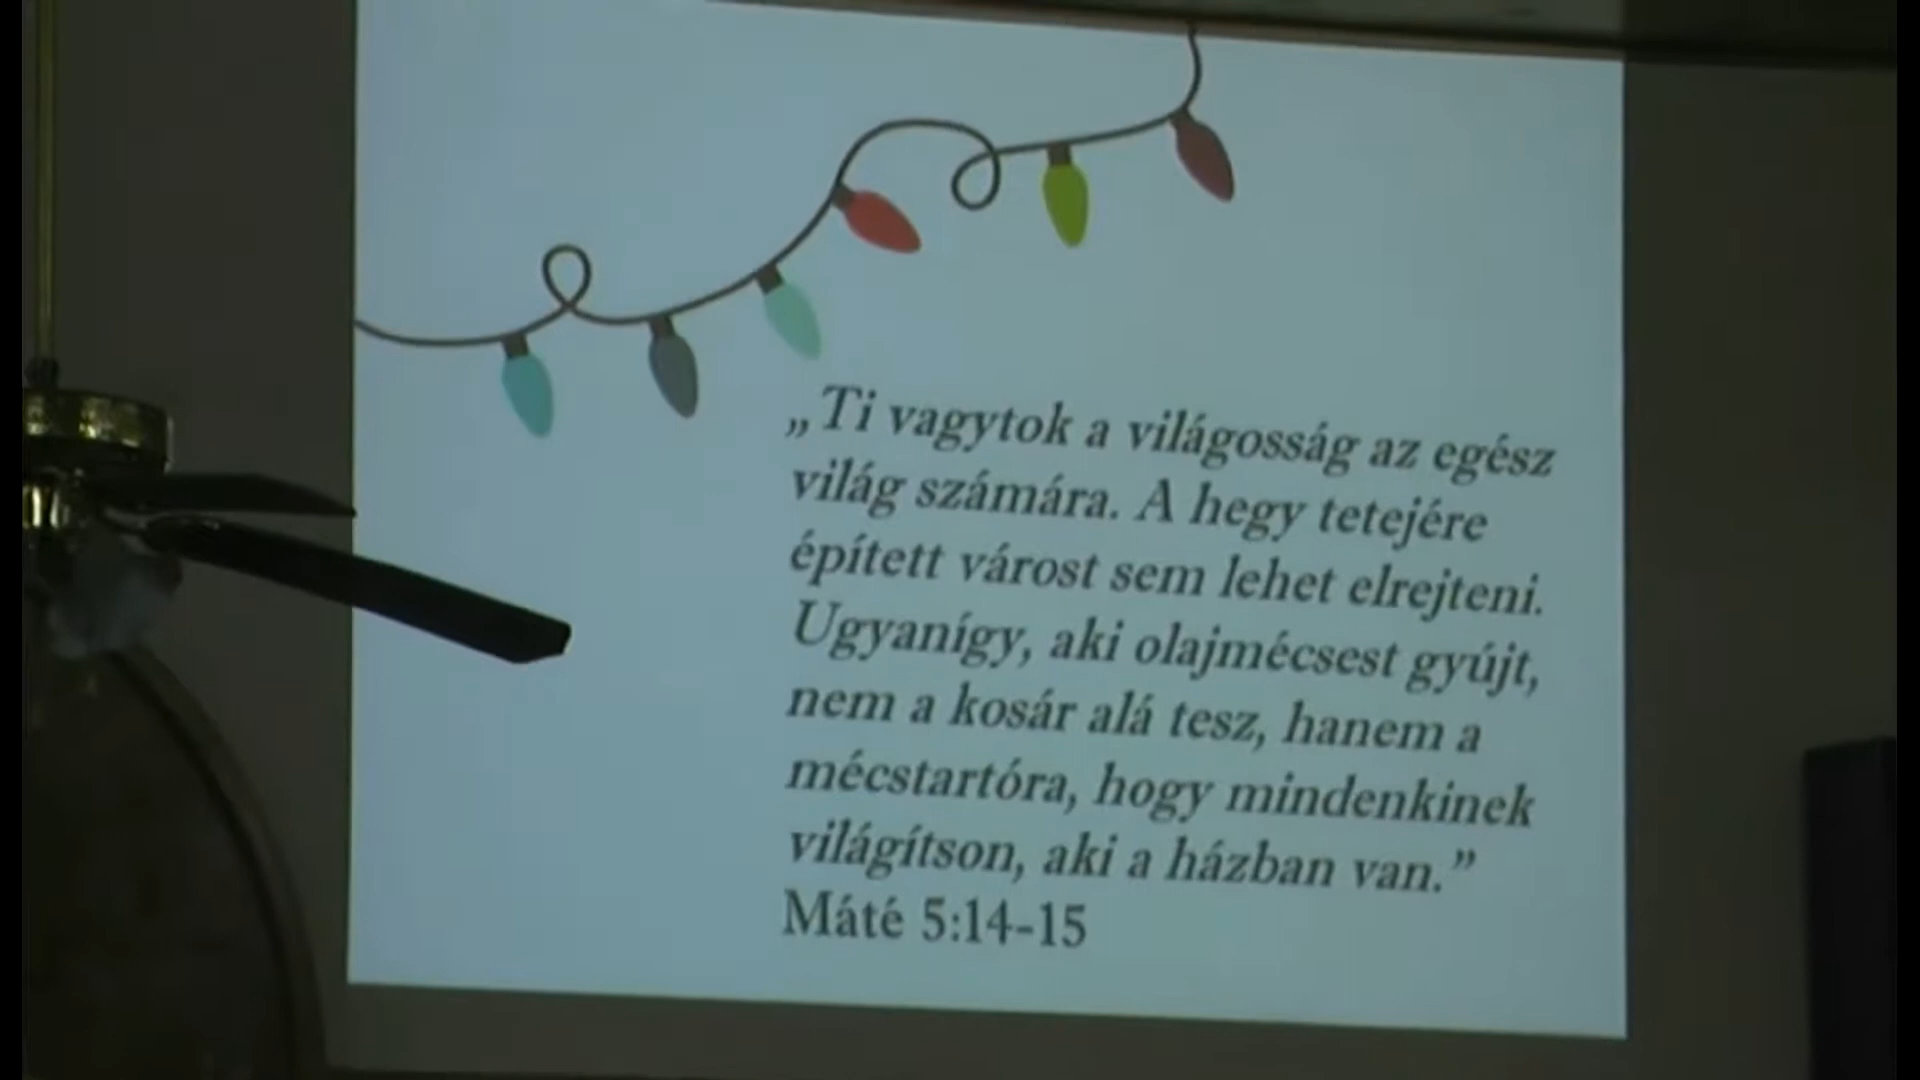 „Ti vagytok a világosság az egész
világ számára. A hegy tetejére
épített várost sem lehet elrejteni.
Ugyanígy, aki olajmécsest gyújt,
nem a kosár alá tesz, hanem a
mécstartóra, hogy mindenkinek
világítson, aki a házban van.”
Máté 5:14-15